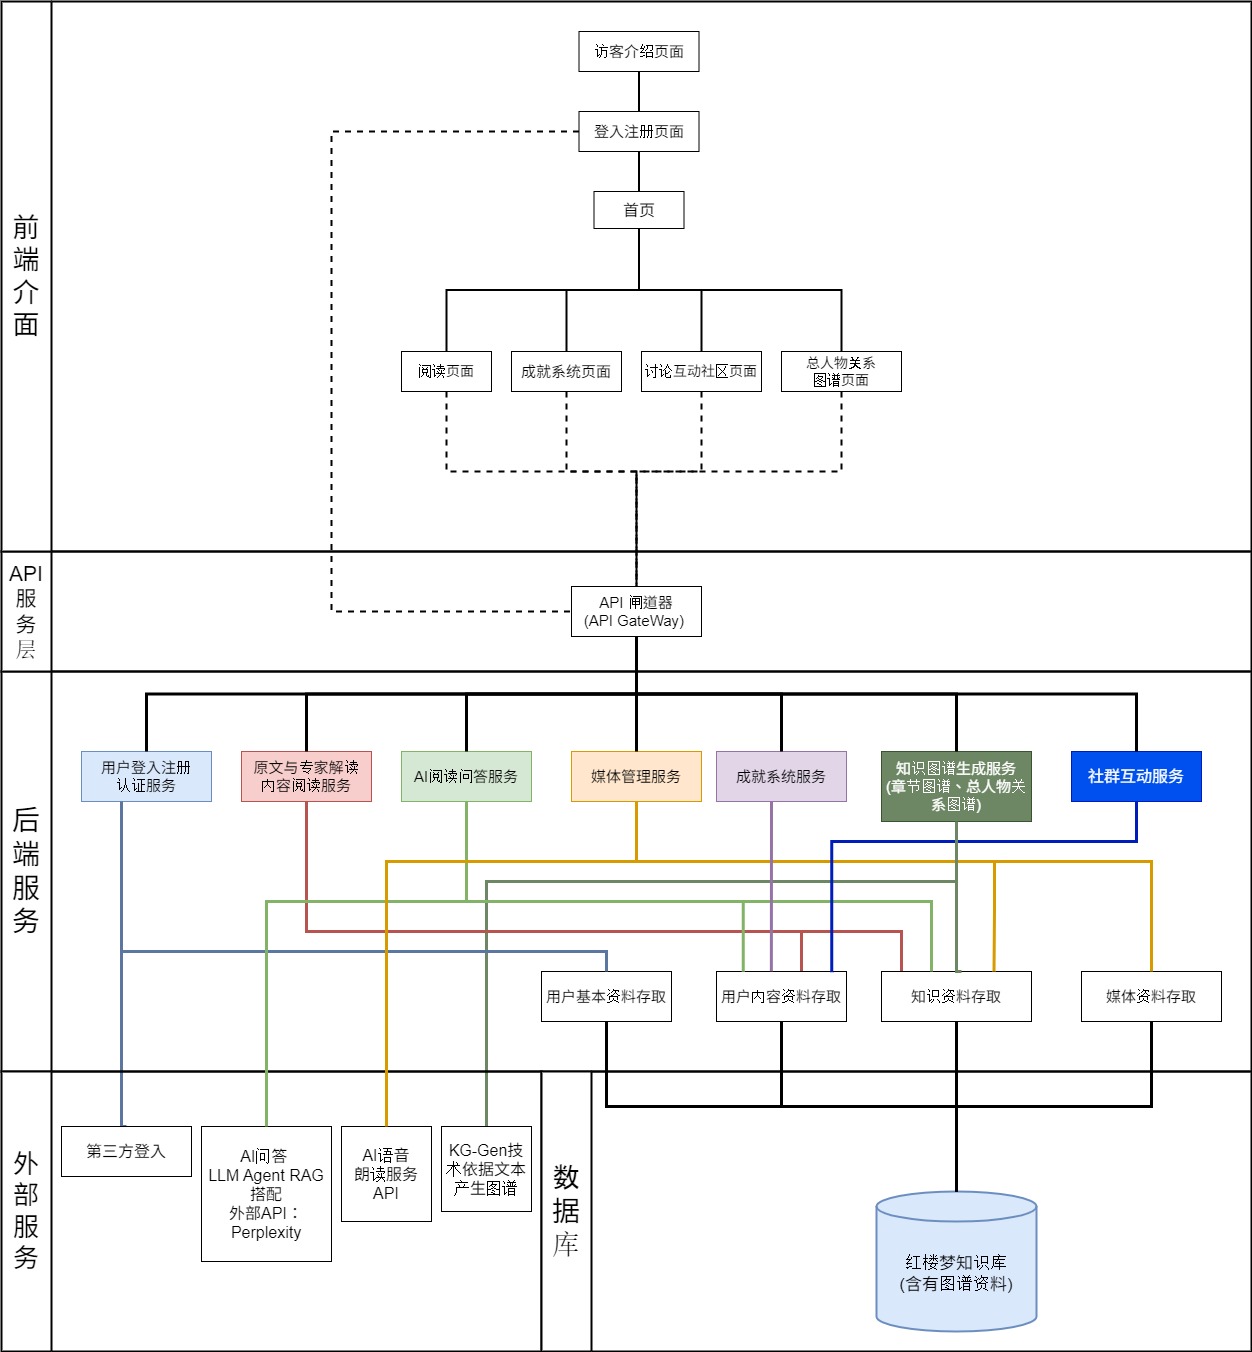 访客介绍页面
登入注册页面
首页
前
端
介
面
阅读页面
成就系统页面
讨论互动社区页面
总人物关系
图谱页面
API
服
务
层
API 闸道器
(API GateWay)
后
端
服
务
用户登入注册
认证服务
原文与专家解读
内容阅读服务
AI阅读问答服务
媒体管理服务
成就系统服务
知识图谱生成服务
(章节图谱、总人物关
系图谱)
社群互动服务
用户基本资料存取
用户内容资料存取
知识资料存取
媒体资料存取
外
部
服
务
第三方登入
AI问答
LLM Agent RAG
搭配
外部API：
Perplexity
AI语音
朗读服务
API
KG-Gen技
术依据文本
产生图谱
数
据
库
红楼梦知识库
(含有图谱资料)